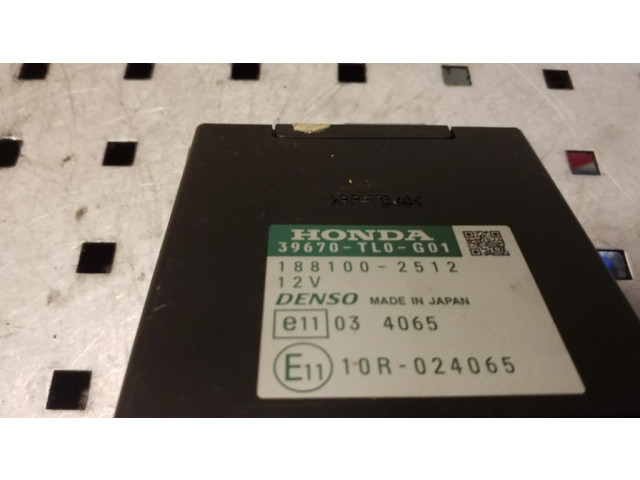 HONDA
39670-TL0-G01
188100-2512
12V
DENSO MADE IN JAPAN
e11 03 4065
E11 10R-024065